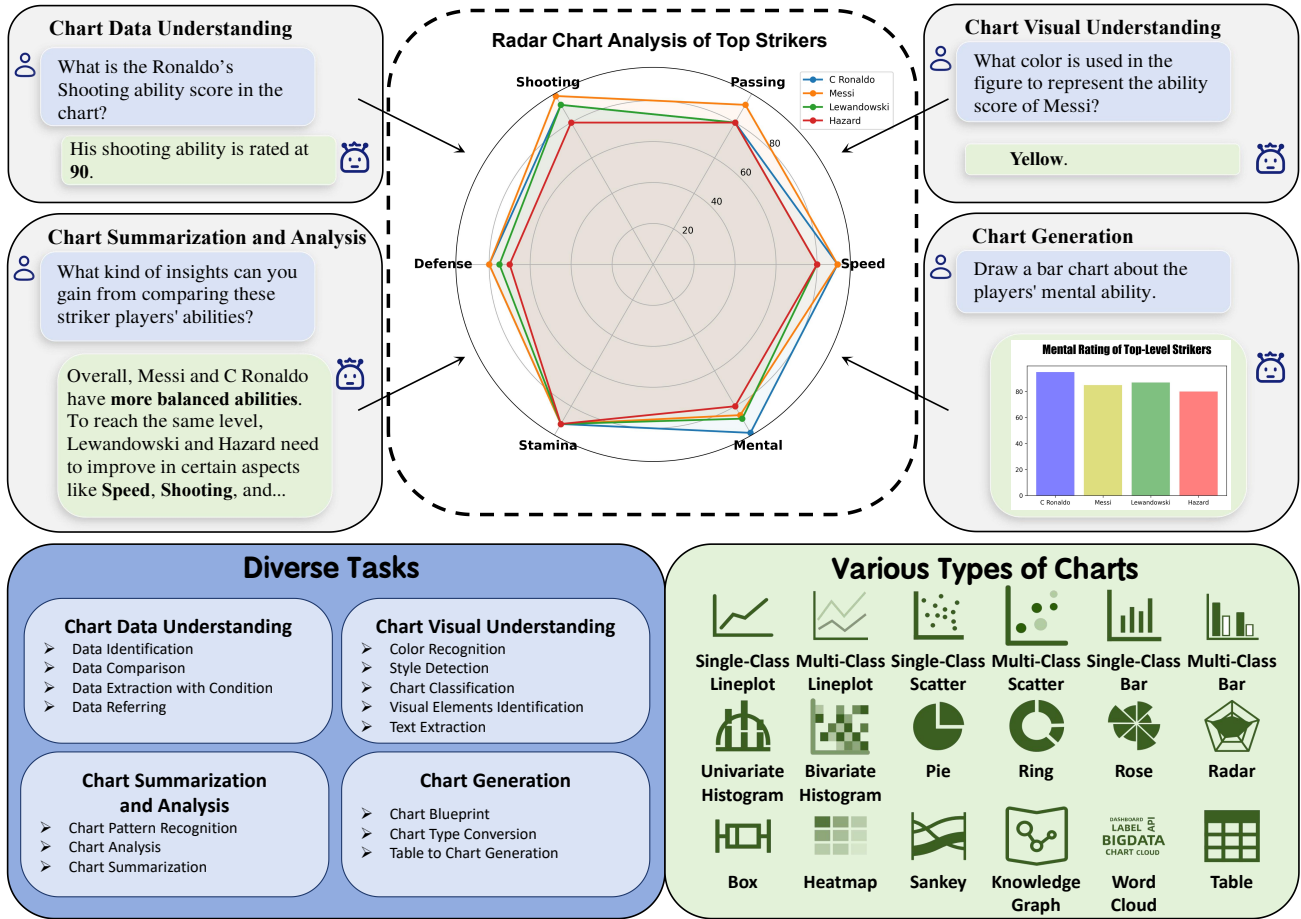 Chart Data Understanding
What is the Ronaldo's
Shooting ability score in the
chart?
His shooting ability is rated at
90.
Chart Summarization and Analysis
What kind of insights can you
gain from comparing these
striker players' abilities?
Overall, Messi and C Ronaldo
have more balanced abilities.
To reach the same level,
Lewandowski and Hazard need
to improve in certain aspects
like Speed, Shooting, and...
Radar Chart Analysis of Top Strikers
Shooting
Passing
C Ronaldo
Messi
Lewandowski
Hazard
80
60
40
20
Defense
Speed
Stamina
Mental
Chart Visual Understanding
What color is used in the
figure to represent the ability
score of Messi?
Yellow.
Chart Generation
Draw a bar chart about the
players' mental ability.
Mental Rating of Top-Level Strikers
80
60
40
20
0
C Ronaldo
Messi
Lewandowski
Hazard
Diverse Tasks
Chart Data Understanding
➢ Data Identification
➢ Data Comparison
➢ Data Extraction with Condition
➢ Data Referring
Chart Visual Understanding
➢ Color Recognition
➢ Style Detection
➢ Chart Classification
➢ Visual Elements Identification
➢ Text Extraction
Chart Summarization
and Analysis
➢ Chart Pattern Recognition
➢ Chart Analysis
➢ Chart Summarization
Chart Generation
➢ Chart Blueprint
➢ Chart Type Conversion
➢ Table to Chart Generation
Various Types of Charts
Single-Class
Lineplot
Multi-Class
Lineplot
Single-Class
Scatter
Multi-Class
Scatter
Single-Class
Bar
Multi-Class
Bar
Univariate
Histogram
Bivariate
Histogram
Pie
Ring
Rose
Radar
Box
Heatmap
Sankey
Knowledge
Graph
DASHBOARD
LABEL
API
BIGDATA
CHART CLOUD
Word
Cloud
Table